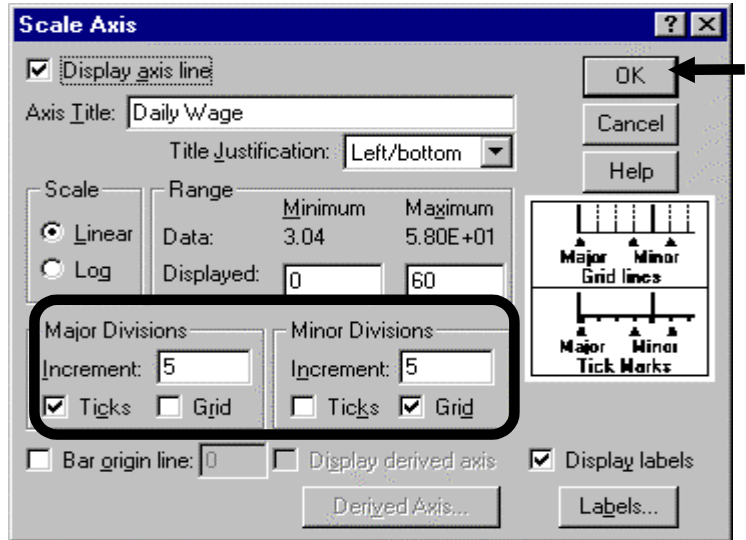 Scale Axis
Display axis line
OK
Axis Title: Daily Wage
Cancel
Title Justification: Left/bottom
Help
Scale
Range
Minimum Maximum
Linear
Data: 3.04 5.80E+01
Log
Displayed: 0 60
Major Minor
Grid lines
Major Minor
Tick Marks
Major Divisions
Increment: 5
Ticks Grid
Minor Divisions
Increment: 5
Ticks Grid
Bar origin line: 0
Display derived axis
Display labels
Derived Axis...
Labels...